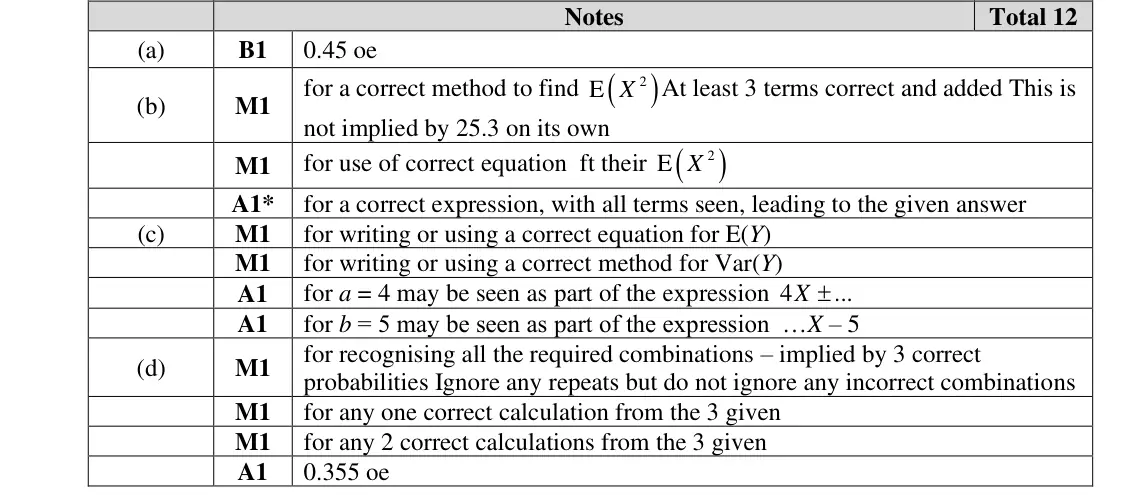 Notes Total 12
(a) B1 0.45 oe
for a correct method to find E(X²)At least 3 terms correct and added This is
(b) M1
not implied by 25.3 on its own
M1 for use of correct equation ft their E(X²)
A1* for a correct expression, with all terms seen, leading to the given answer
(c) M1 for writing or using a correct equation for E(Y)
M1 for writing or using a correct method for Var(Y)
A1 for a = 4 may be seen as part of the expression 4X ±...
A1 for b = 5 may be seen as part of the expression …X – 5
for recognising all the required combinations – implied by 3 correct
(d) M1
probabilities Ignore any repeats but do not ignore any incorrect combinations
M1 for any one correct calculation from the 3 given
M1 for any 2 correct calculations from the 3 given
A1 0.355 oe